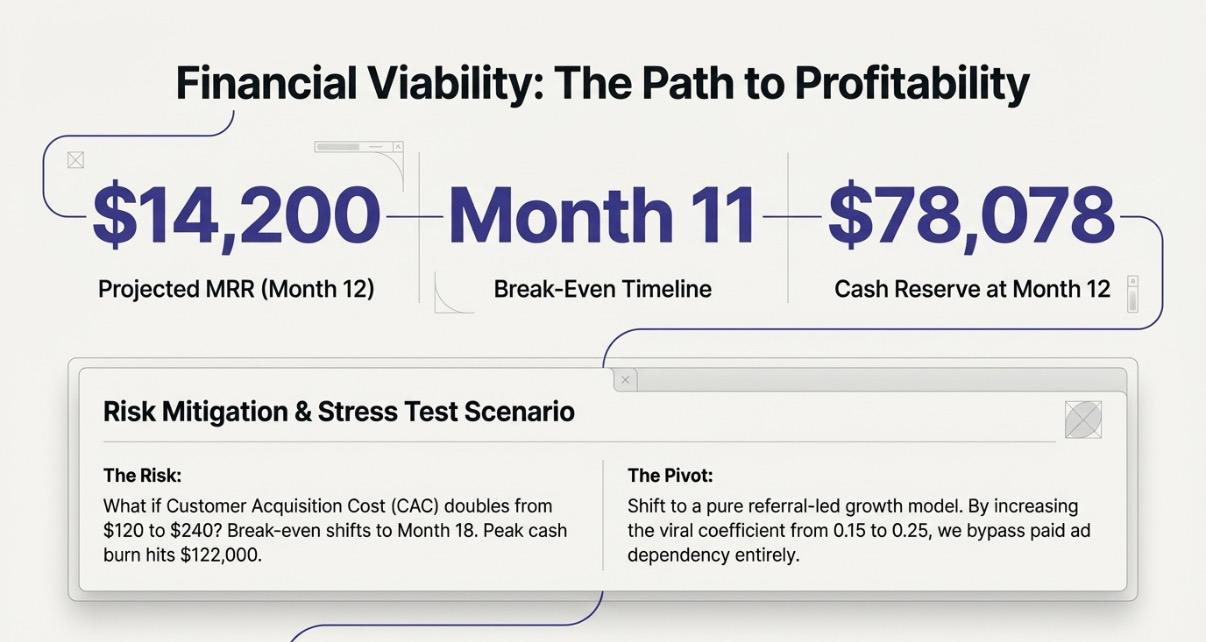 Financial Viability: The Path to Profitability
$14,200
Projected MRR (Month 12)
Month 11
Break-Even Timeline
$78,078
Cash Reserve at Month 12
Risk Mitigation & Stress Test Scenario
The Risk:
What if Customer Acquisition Cost (CAC) doubles from
$120 to $240? Break-even shifts to Month 18. Peak cash
burn hits $122,000.
The Pivot:
Shift to a pure referral-led growth model. By increasing
the viral coefficient from 0.15 to 0.25, we bypass paid ad
dependency entirely.